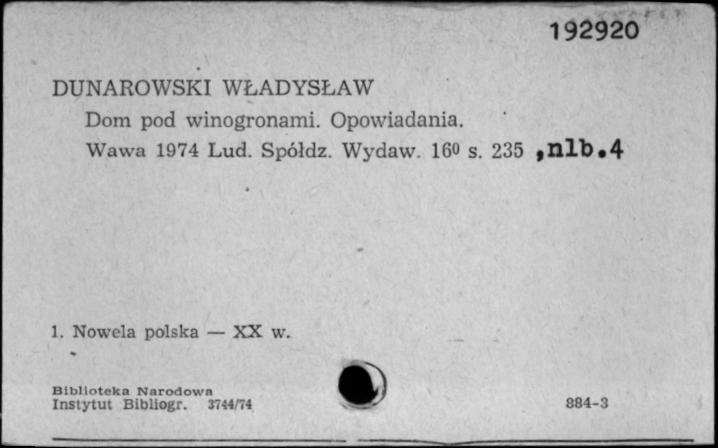 192920
DUNAROWSKI WŁADYSŁAW
Dom pod winogronami. Opowiadania.
Wawa 1974 Lud. Spółdz. Wydaw. 16⁰ s. 235 ,nlb.4
1. Nowela polska — XX w.
Biblioteka Narodowa
Instytut Bibliogr. 3744/74
884-3